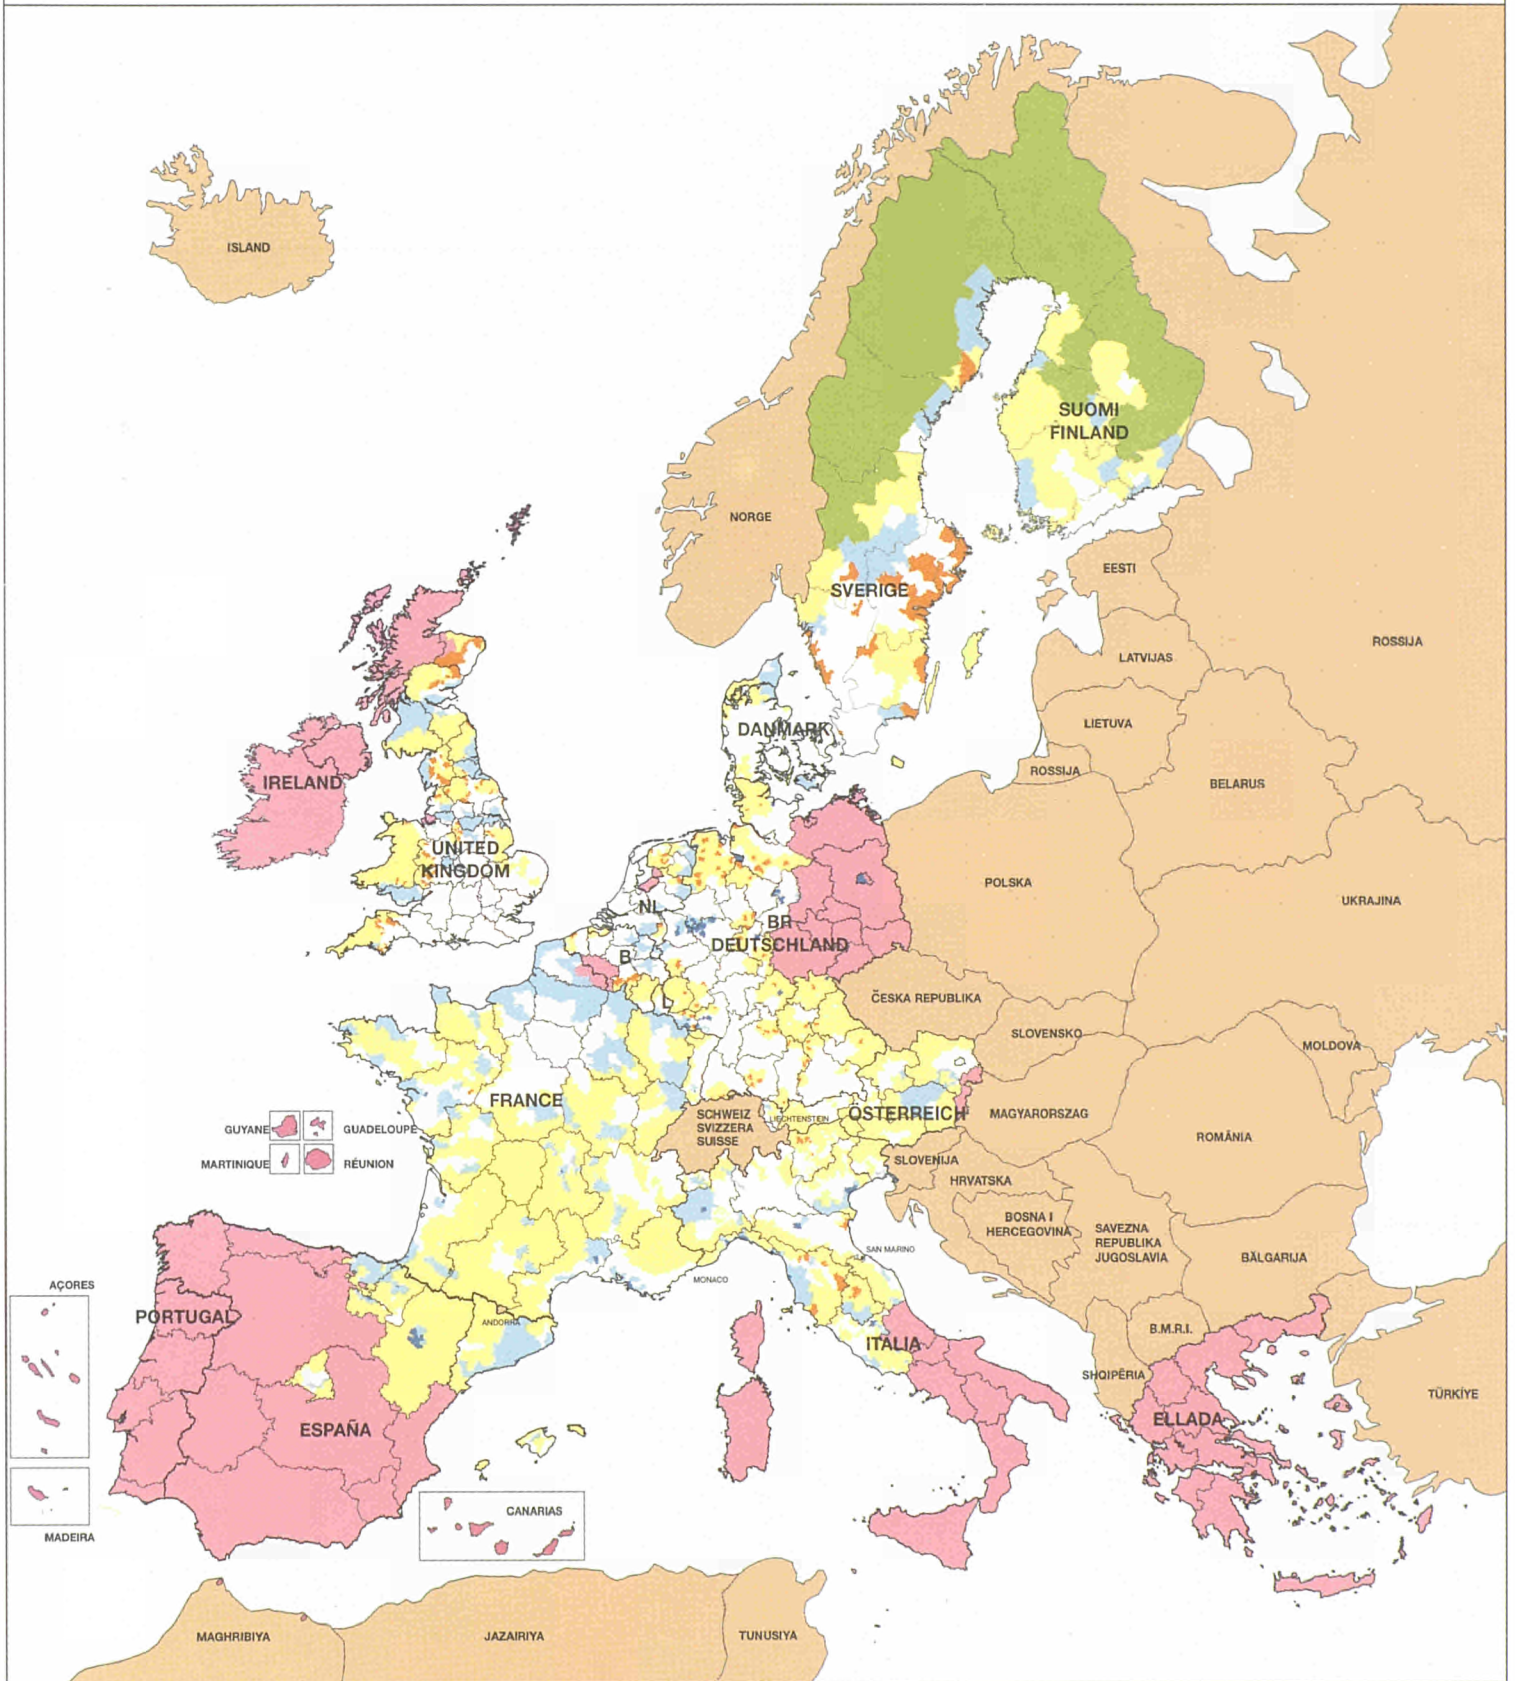 ISLAND
SUOMI
FINLAND
NORGE
EESTI
SVERIGE
ROSSIJA
LATVIJAS
LIETUVA
DANMARK
ROSSIJA
IRELAND
BELARUS
UNITED
KINGDOM
POLSKA
UKRAJINA
NL
BR
DEUTSCHLAND
B
L
ČESKA REPUBLIKA
SLOVENSKO
MOLDOVA
FRANCE
SCHWEIZ
SVIZZERA
SUISSE
LIECHTENSTEIN
ÖSTERREICH
MAGYARORSZAG
GUYANE
GUADELOUPE
ROMÂNIA
MARTINIQUE
RÉUNION
SLOVENIJA
HRVATSKA
BOSNA I
HERCEGOVINA
SAVEZNA
REPUBLIKA
JUGOSLAVIA
SAN MARINO
BÄLGARIJA
MONACO
AÇORES
PORTUGAL
ANDORRA
B.M.R.I.
ITALIA
SHQIPËRIA
TÜRKÍYE
ELLADA
ESPAÑA
CANARIAS
MADEIRA
MAGHRIBIYA
JAZAIRIYA
TUNUSIYA